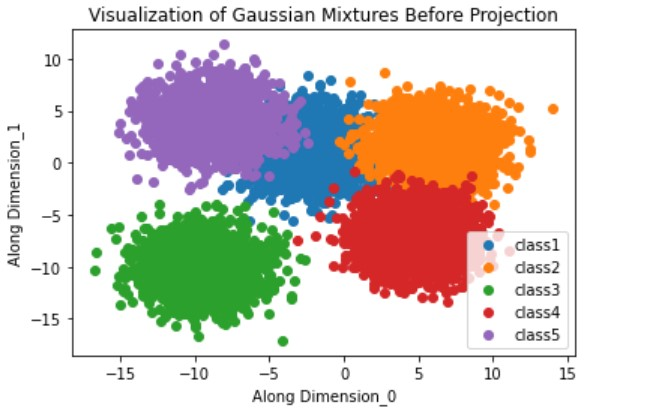 Visualization of Gaussian Mixtures Before Projection
10
5
0
−5
−10
−15
Along Dimension_1
class1
class2
class3
class4
class5
−15
−10
−5
0
5
10
15
Along Dimension_0